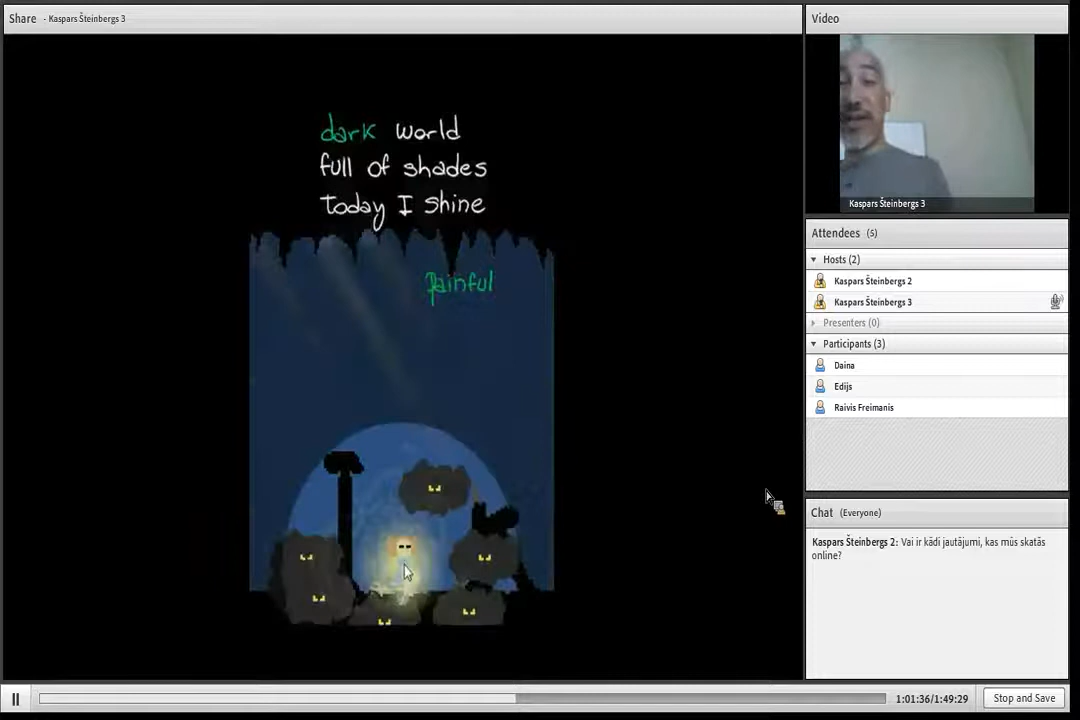 Share - Kaspars Šteinbergs 3
dark world
full of shades
today I shine
Painful
Video
Kaspars Šteinbergs 3
Attendees (5)
Hosts (2)
Kaspars Šteinbergs 2
Kaspars Šteinbergs 3
Presenters (0)
Participants (3)
Daina
Edijs
Raivis Freimanis
Chat (Everyone)
Kaspars Šteinbergs 2: Vai ir kādi jautājumi, kas mūs skatās
online?
1:01:36/1:49:29
Stop and Save